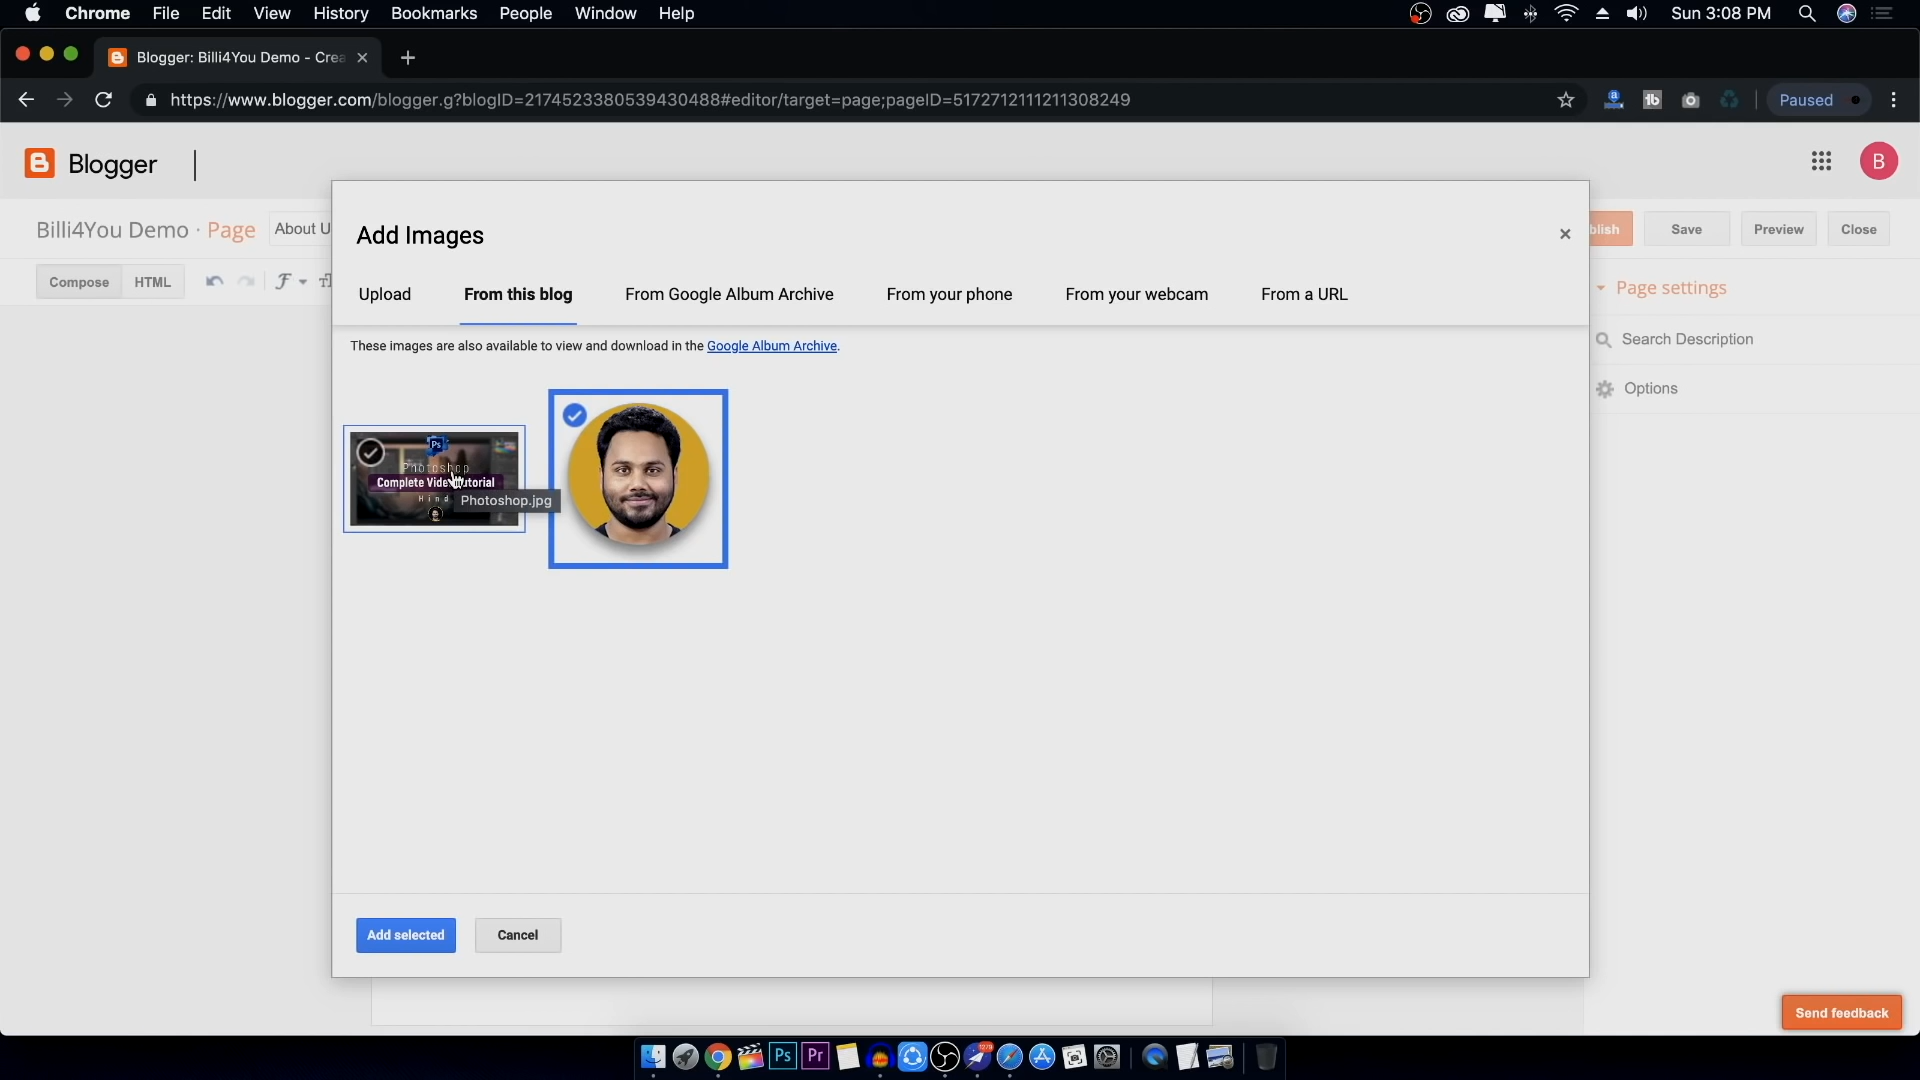 Chrome File Edit View History Bookmarks People Window Help
Sun 3:08 PM
Blogger: Billi4You Demo - Crea
https://www.blogger.com/blogger.g?blogID=2174523380539430488#editor/target=page;pageID=5172712111211308249
Paused
Blogger
B
Billi4You Demo · Page
About U
Save
Preview
Close
Compose
HTML
Page settings
Search Description
Options
Add Images
Upload
From this blog
From Google Album Archive
From your phone
From your webcam
From a URL
These images are also available to view and download in the Google Album Archive.
Ps
Photoshop
Complete Video Tutorial
Hind
Photoshop.jpg
Add selected
Cancel
Send feedback
Ps
Pr